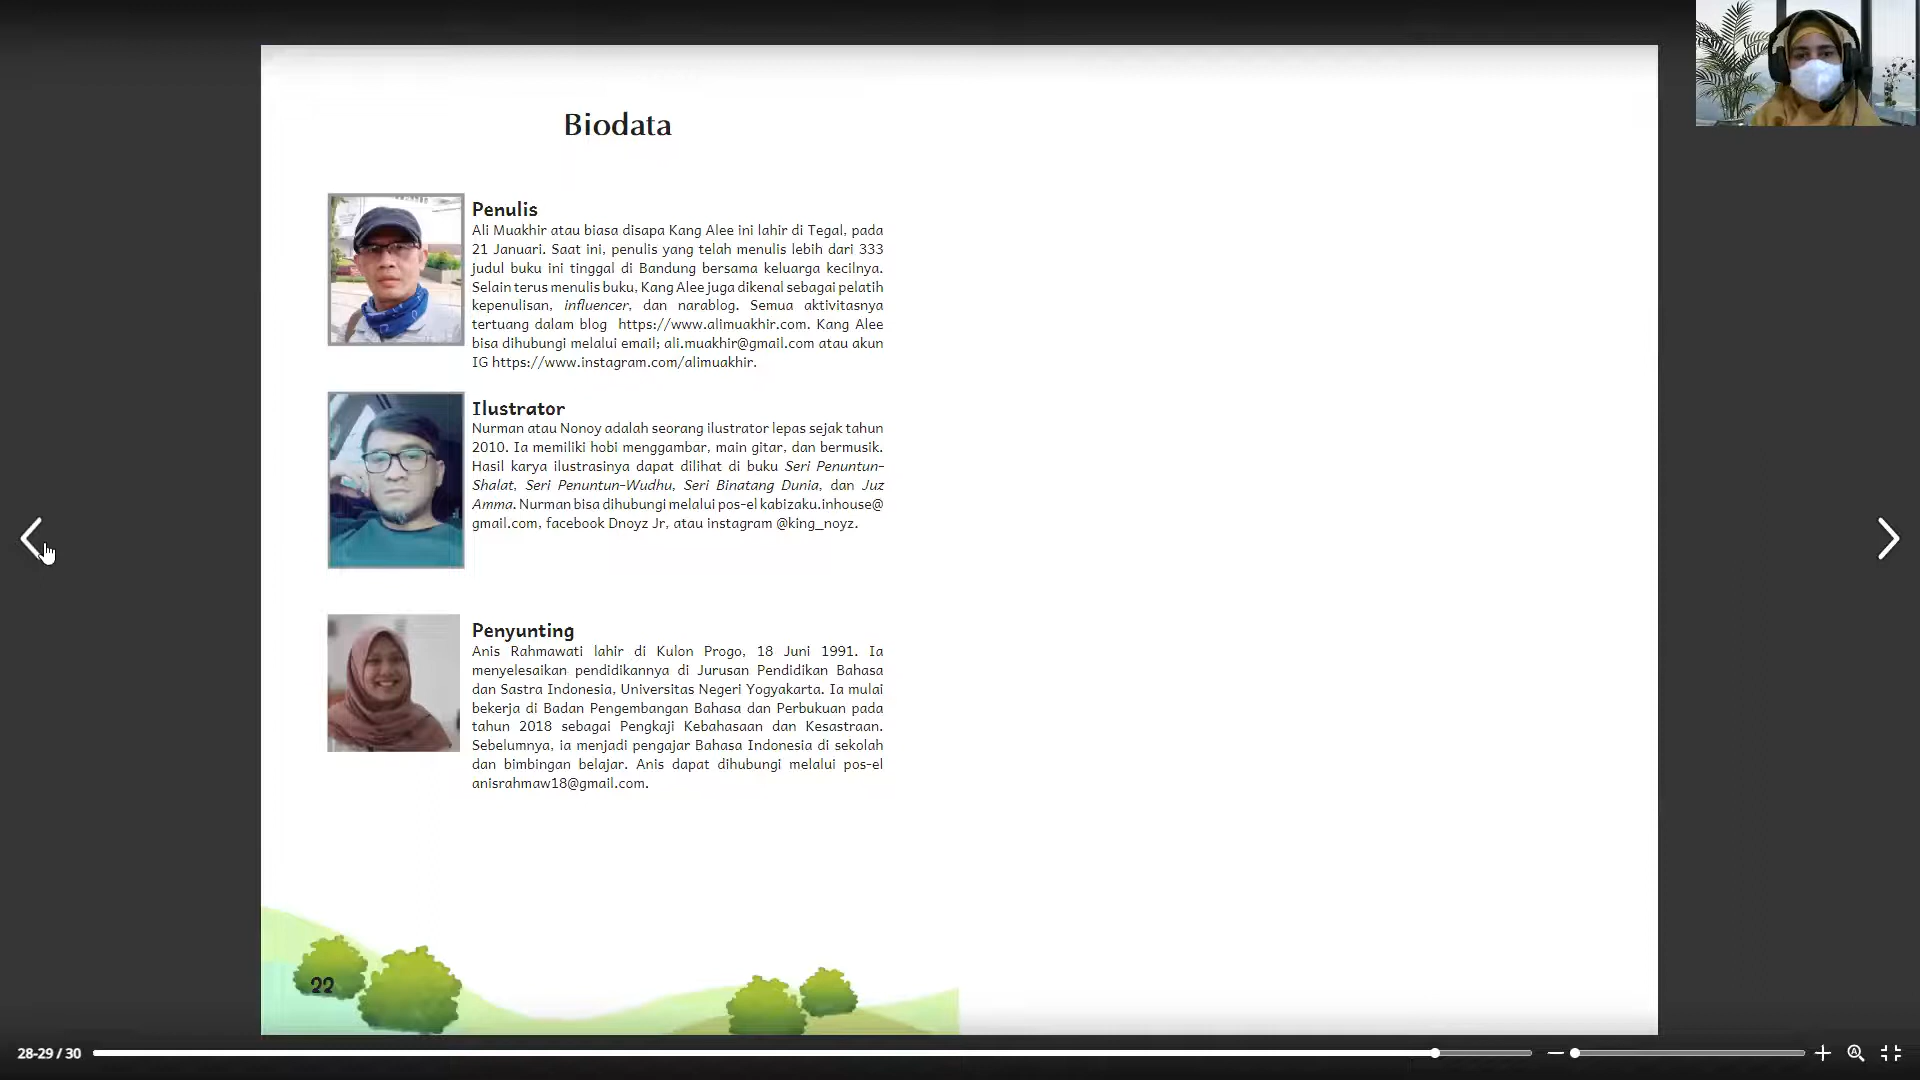 Biodata
Penulis
Ali Muakhir atau biasa disapa Kang Alee ini lahir di Tegal, pada
21 Januari. Saat ini, penulis yang telah menulis lebih dari 333
judul buku ini tinggal di Bandung bersama keluarga kecilnya.
Selain terus menulis buku, Kang Alee juga dikenal sebagai pelatih
kepenulisan, influencer, dan narablog. Semua aktivitasnya
tertuang dalam blog https://www.alimuakhir.com. Kang Alee
bisa dihubungi melalui email; ali.muakhir@gmail.com atau akun
IG https://www.instagram.com/alimuakhir.
Ilustrator
Nurman atau Nonoy adalah seorang ilustrator lepas sejak tahun
2010. Ia memiliki hobi menggambar, main gitar, dan bermusik.
Hasil karya ilustrasinya dapat dilihat di buku Seri Penuntun-
Shalat, Seri Penuntun-Wudhu, Seri Binatang Dunia, dan Juz
Amma. Nurman bisa dihubungi melalui pos-el kabizaku.inhouse@
gmail.com, facebook Dnoyz Jr, atau instagram @king_noyz.
Penyunting
Anis Rahmawati lahir di Kulon Progo, 18 Juni 1991. Ia
menyelesaikan pendidikannya di Jurusan Pendidikan Bahasa
dan Sastra Indonesia, Universitas Negeri Yogyakarta. Ia mulai
bekerja di Badan Pengembangan Bahasa dan Perbukuan pada
tahun 2018 sebagai Pengkaji Kebahasaan dan Kesastraan.
Sebelumnya, ia menjadi pengajar Bahasa Indonesia di sekolah
dan bimbingan belajar. Anis dapat dihubungi melalui pos-el
anisrahmaw18@gmail.com.
22
28-29 / 30